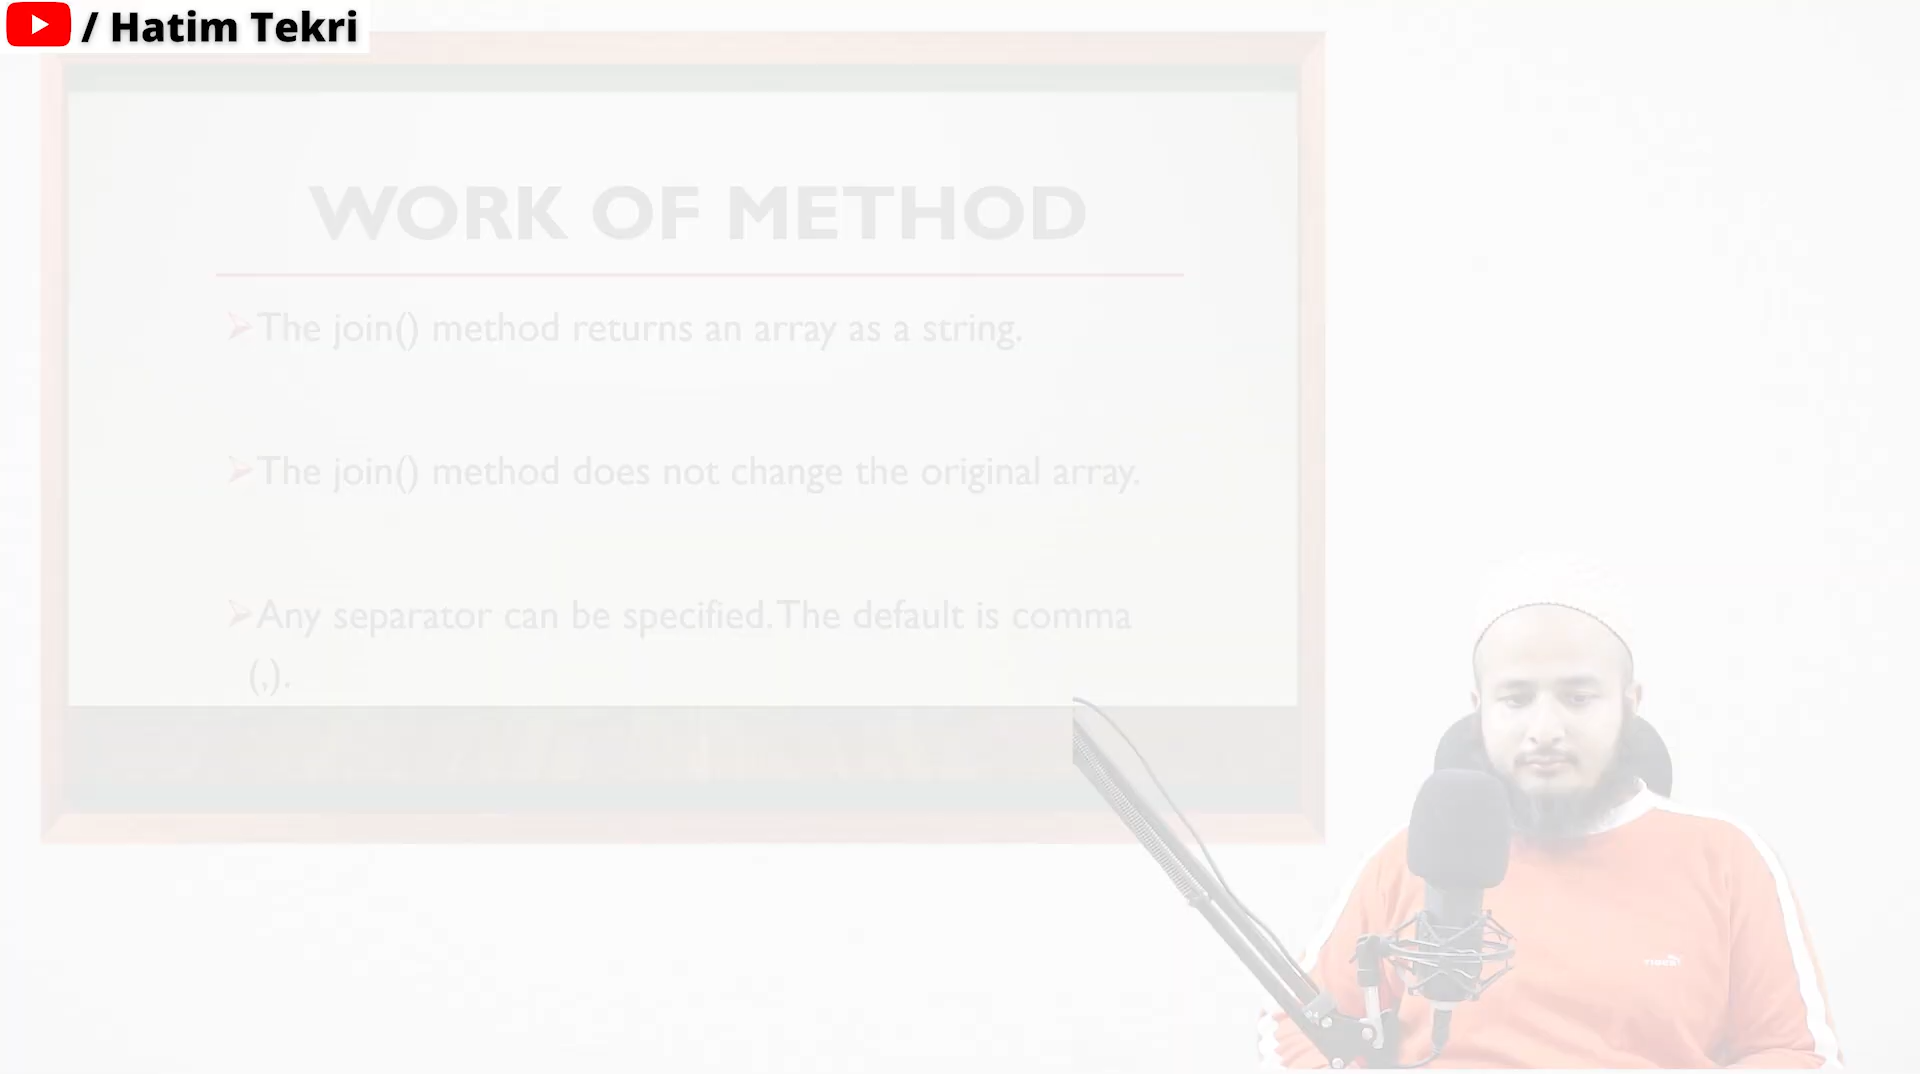 / Hatim Tekri
WORK OF METHOD
The join() method returns an array as a string.
The join() method does not change the original array.
Any separator can be specified. The default is comma
(,).